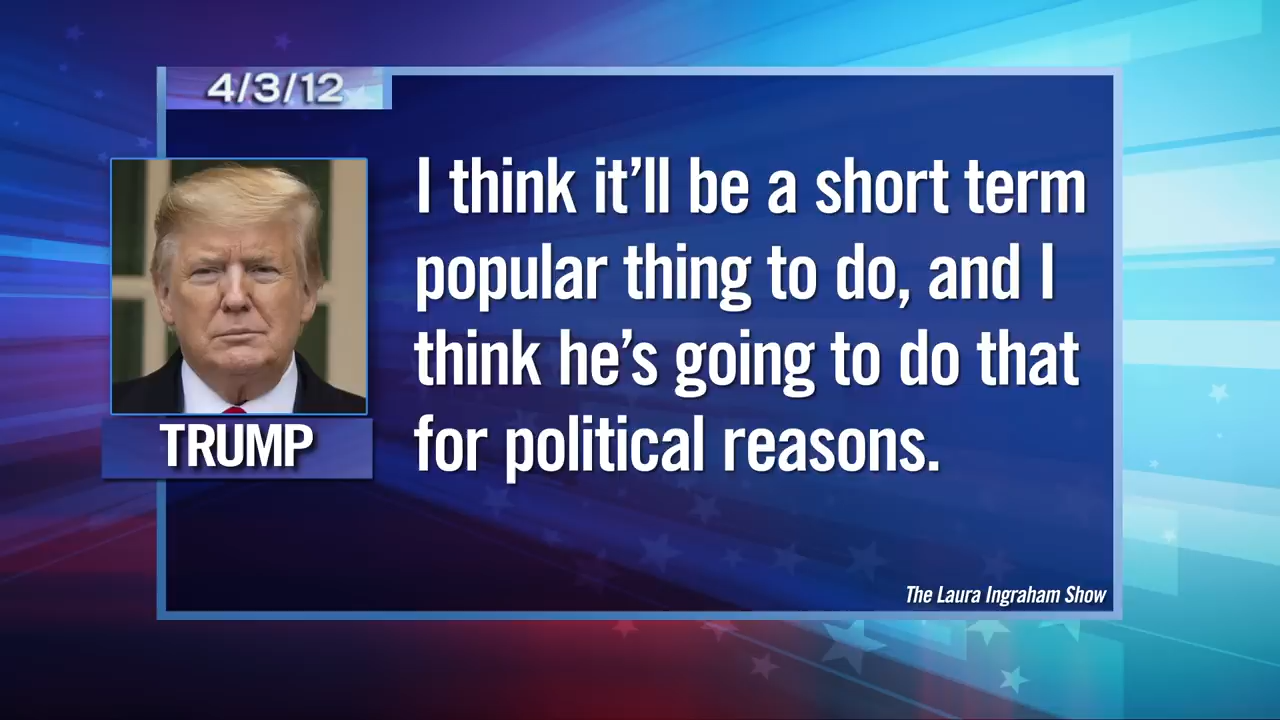 4/3/12
I think it’ll be a short term
popular thing to do, and I
think he’s going to do that
for political reasons.
TRUMP
The Laura Ingraham Show